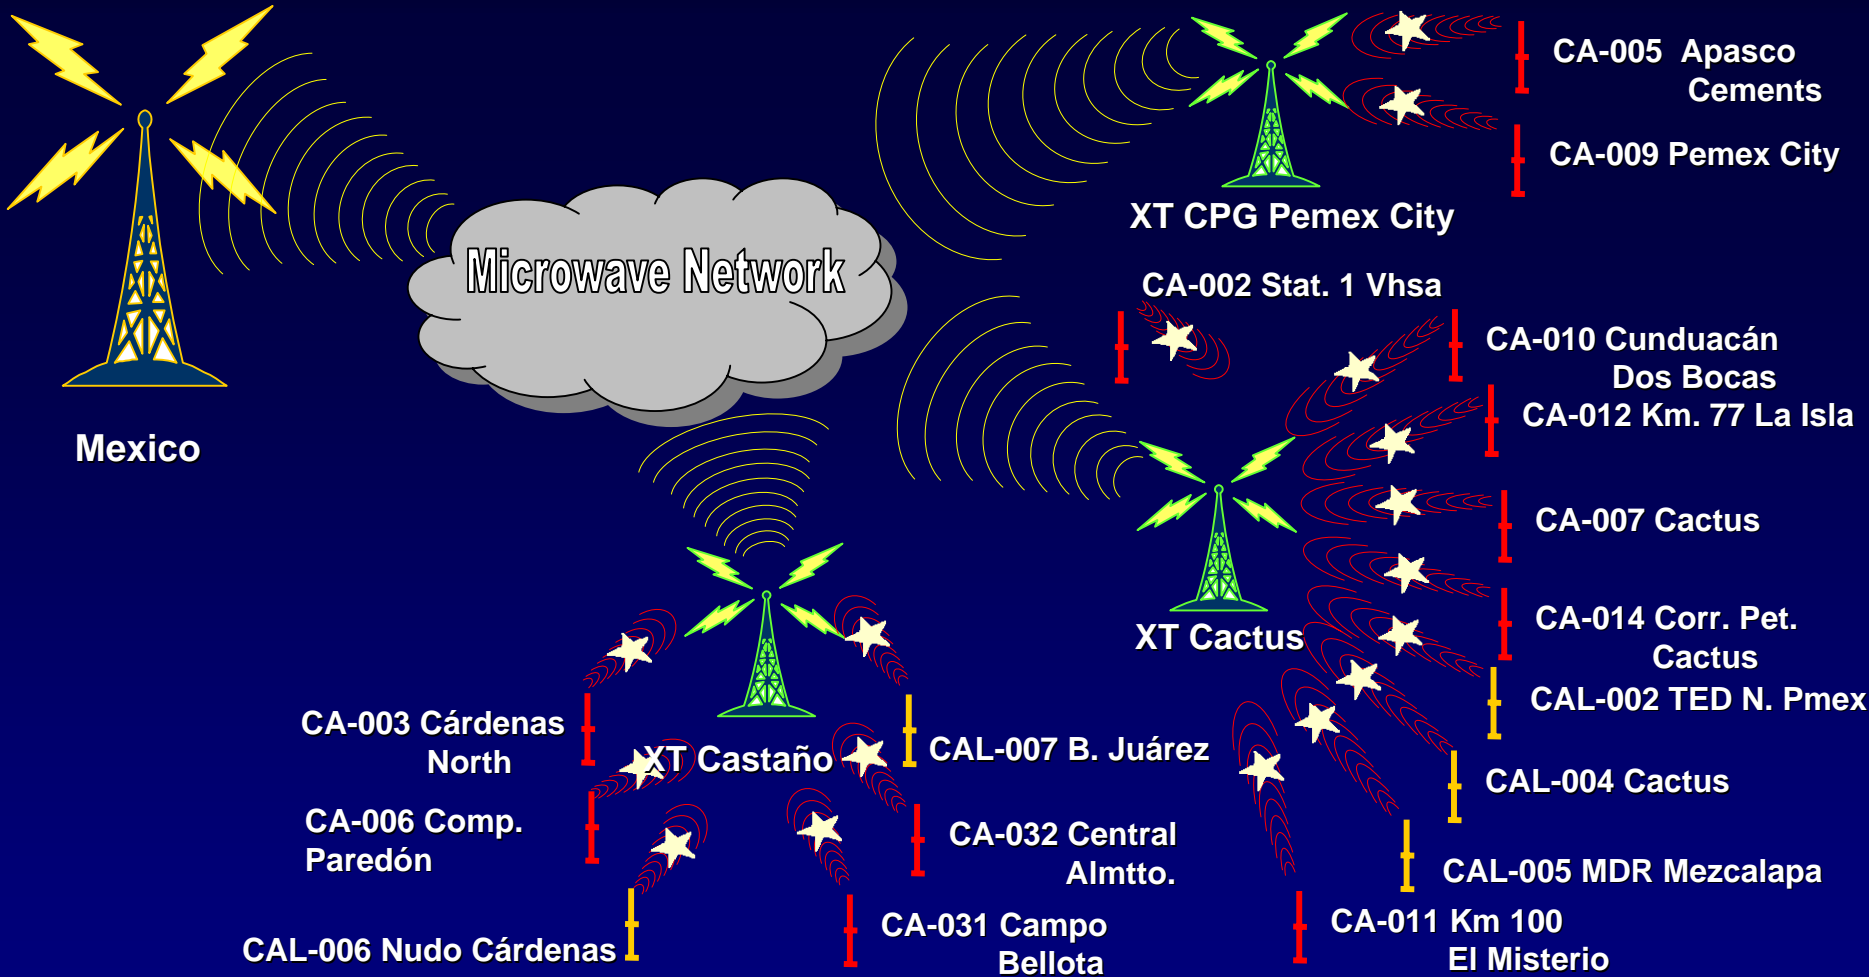 CA-005 Apasco
Cements
CA-009 Pemex City
XT CPG Pemex City
Microwave Network
CA-002 Stat. 1 Vhsa
CA-010 Cunduacán
Dos Bocas
CA-012 Km. 77 La Isla
Mexico
CA-007 Cactus
XT Cactus
CA-014 Corr. Pet.
Cactus
CAL-002 TED N. Pmex
CA-003 Cárdenas
North
XT Castaño
CAL-007 B. Juárez
CAL-004 Cactus
CA-006 Comp.
Paredón
CA-032 Central
Almtto.
CAL-005 MDR Mezcalapa
CAL-006 Nudo Cárdenas
CA-031 Campo
Bellota
CA-011 Km 100
El Misterio